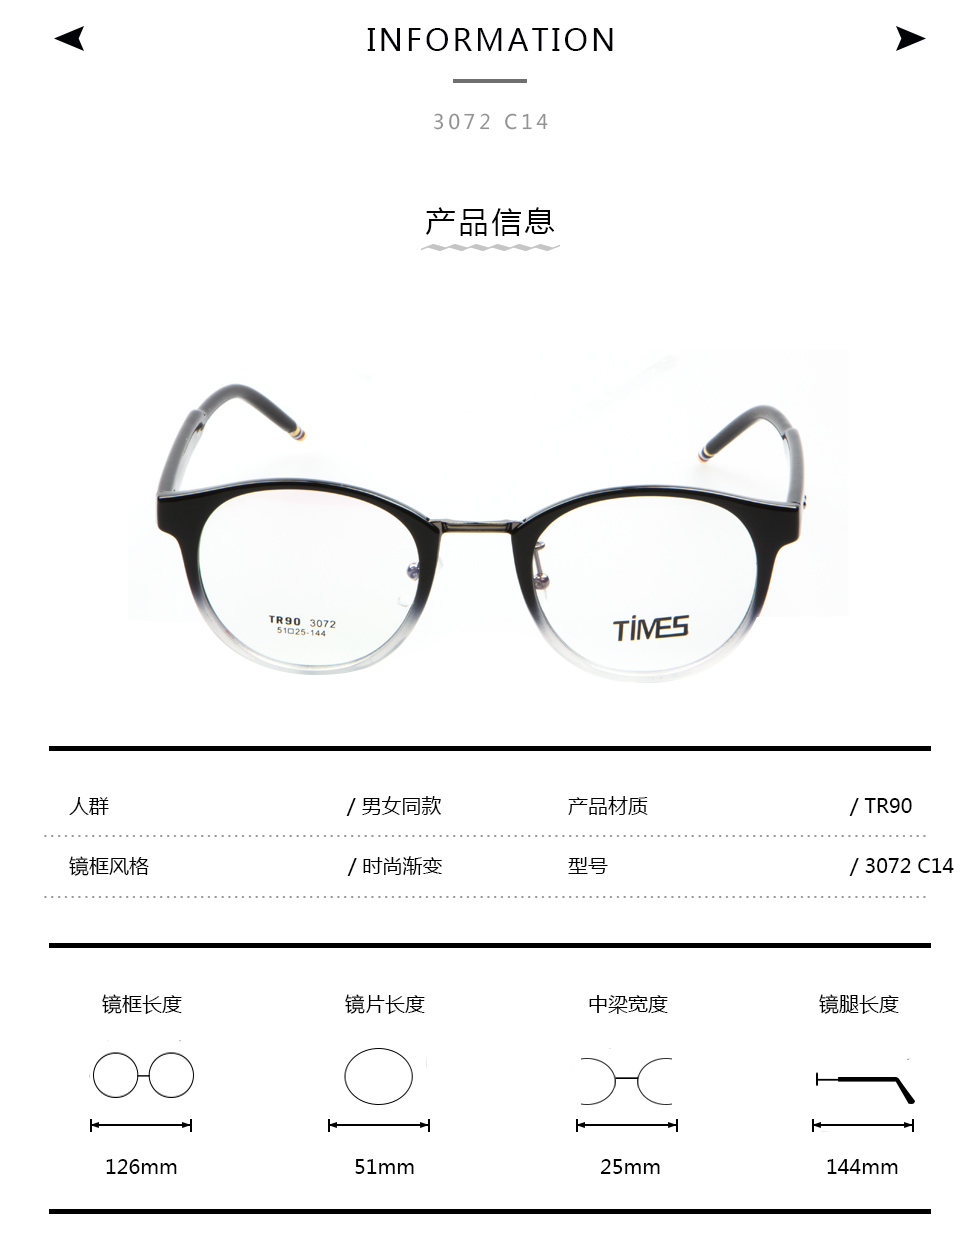 INFORMATION
3072 C14
产品信息
TR90 3072
51□25-144
TiMES
人群 / 男女同款 产品材质 / TR90
镜框风格 / 时尚渐变 型号 / 3072 C14
镜框长度 镜片长度 中梁宽度 镜腿长度
126mm 51mm 25mm 144mm